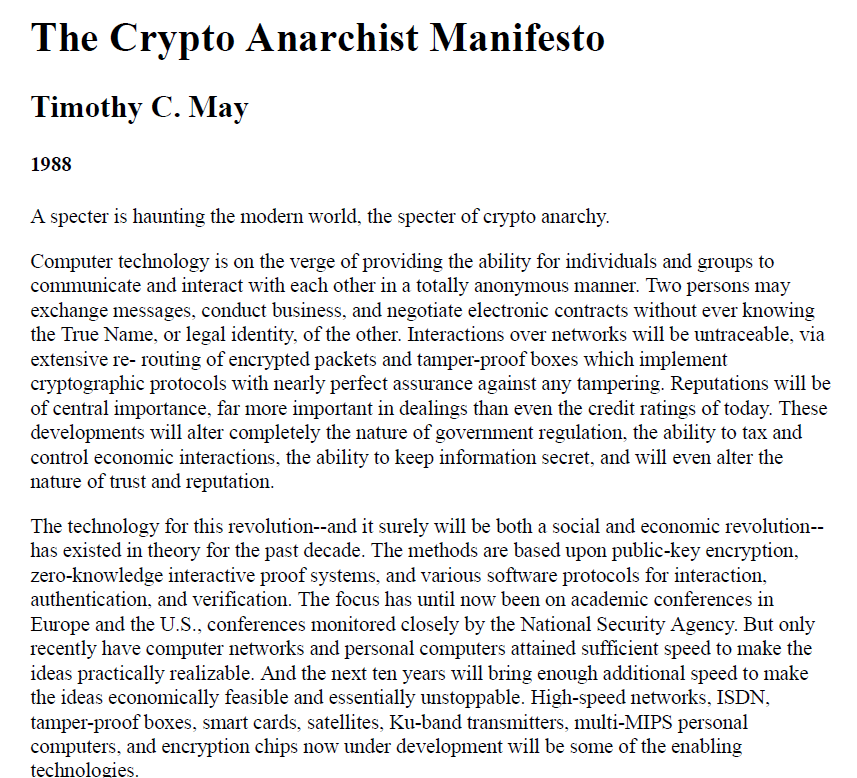 The Crypto Anarchist Manifesto
Timothy C. May
1988
A specter is haunting the modern world, the specter of crypto anarchy.
Computer technology is on the verge of providing the ability for individuals and groups to
communicate and interact with each other in a totally anonymous manner. Two persons may
exchange messages, conduct business, and negotiate electronic contracts without ever knowing
the True Name, or legal identity, of the other. Interactions over networks will be untraceable, via
extensive re- routing of encrypted packets and tamper-proof boxes which implement
cryptographic protocols with nearly perfect assurance against any tampering. Reputations will be
of central importance, far more important in dealings than even the credit ratings of today. These
developments will alter completely the nature of government regulation, the ability to tax and
control economic interactions, the ability to keep information secret, and will even alter the
nature of trust and reputation.
The technology for this revolution--and it surely will be both a social and economic revolution--
has existed in theory for the past decade. The methods are based upon public-key encryption,
zero-knowledge interactive proof systems, and various software protocols for interaction,
authentication, and verification. The focus has until now been on academic conferences in
Europe and the U.S., conferences monitored closely by the National Security Agency. But only
recently have computer networks and personal computers attained sufficient speed to make the
ideas practically realizable. And the next ten years will bring enough additional speed to make
the ideas economically feasible and essentially unstoppable. High-speed networks, ISDN,
tamper-proof boxes, smart cards, satellites, Ku-band transmitters, multi-MIPS personal
computers, and encryption chips now under development will be some of the enabling
technologies.